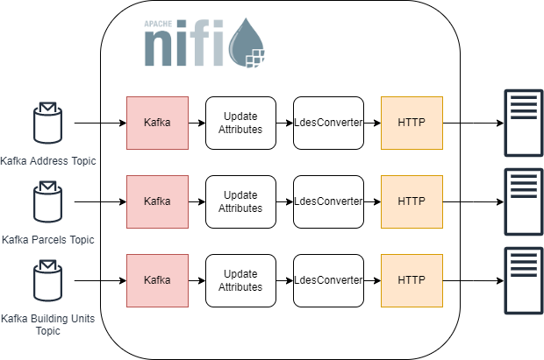 APACHE
nifi
Kafka
Update
Attributes
LdesConverter
HTTP
Kafka Address Topic
Kafka
Update
Attributes
LdesConverter
HTTP
Kafka Parcels Topic
Kafka
Update
Attributes
LdesConverter
HTTP
Kafka Building Units
Topic